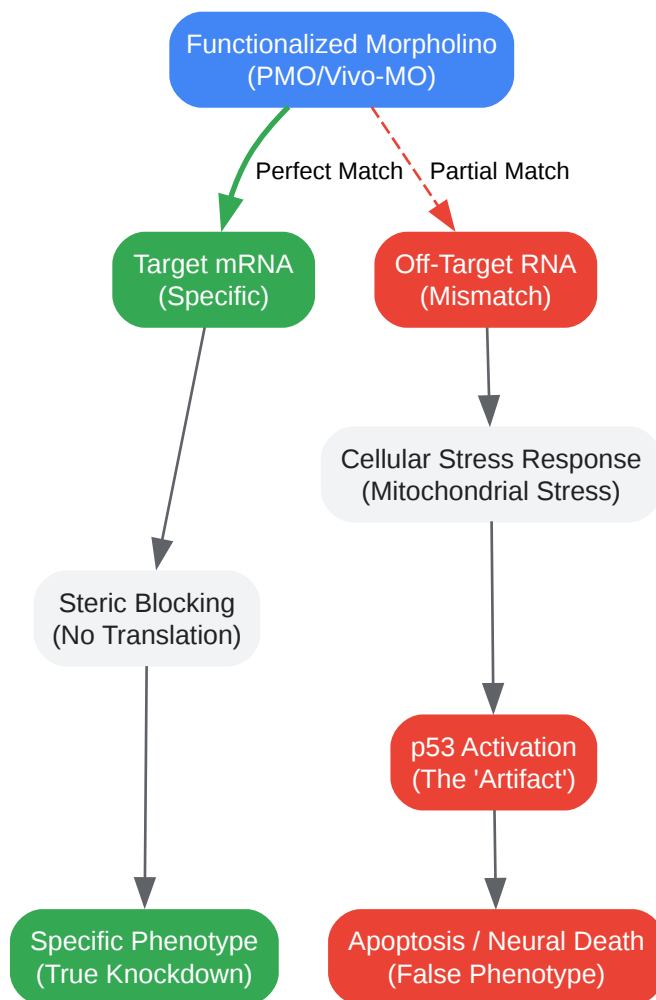 Functionalized Morpholino
(PMO/Vivo-MO)
Perfect Match
Partial Match
Target mRNA
(Specific)
Off-Target RNA
(Mismatch)
Cellular Stress Response
(Mitochondrial Stress)
Steric Blocking
(No Translation)
p53 Activation
(The 'Artifact')
Specific Phenotype
(True Knockdown)
Apoptosis / Neural Death
(False Phenotype)